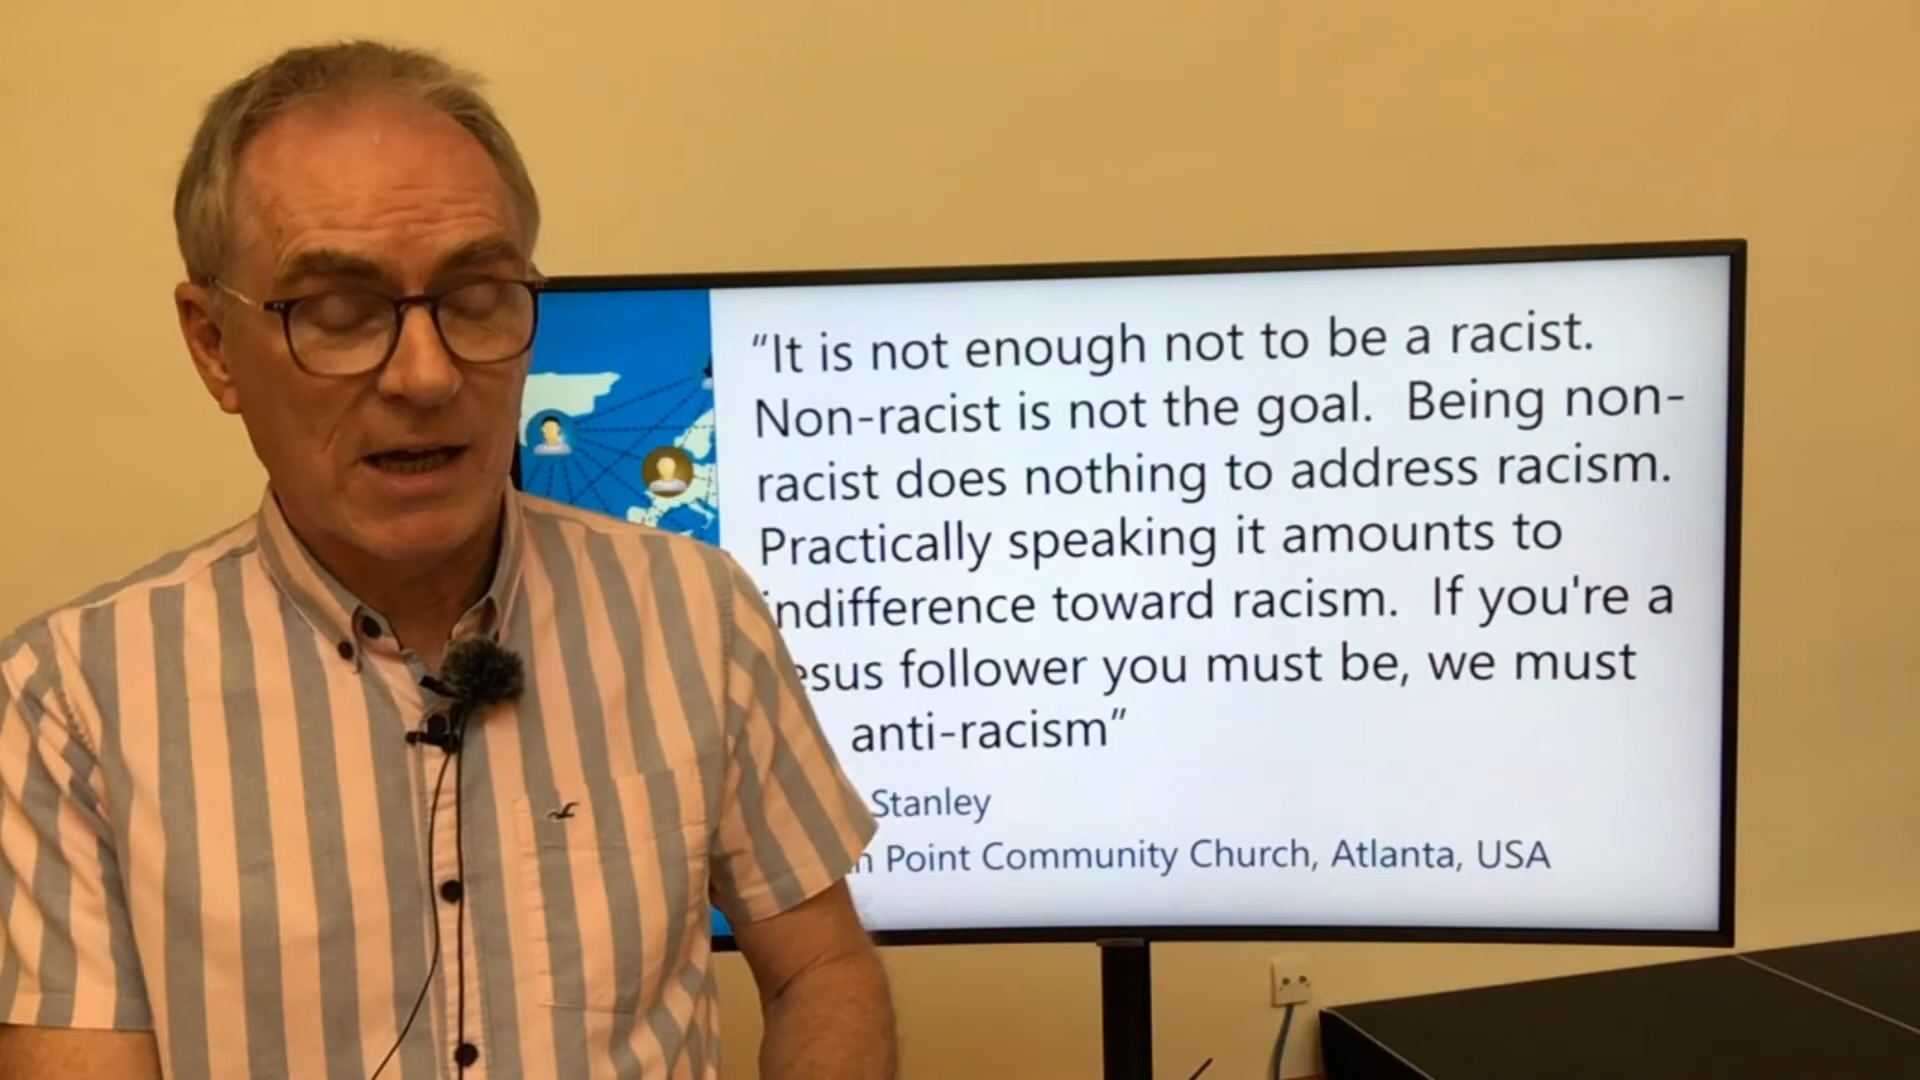 “It is not enough not to be a racist.
Non-racist is not the goal. Being non-
racist does nothing to address racism.
Practically speaking it amounts to
indifference toward racism. If you're a
esus follower you must be, we must
anti-racism”
Stanley
Point Community Church, Atlanta, USA